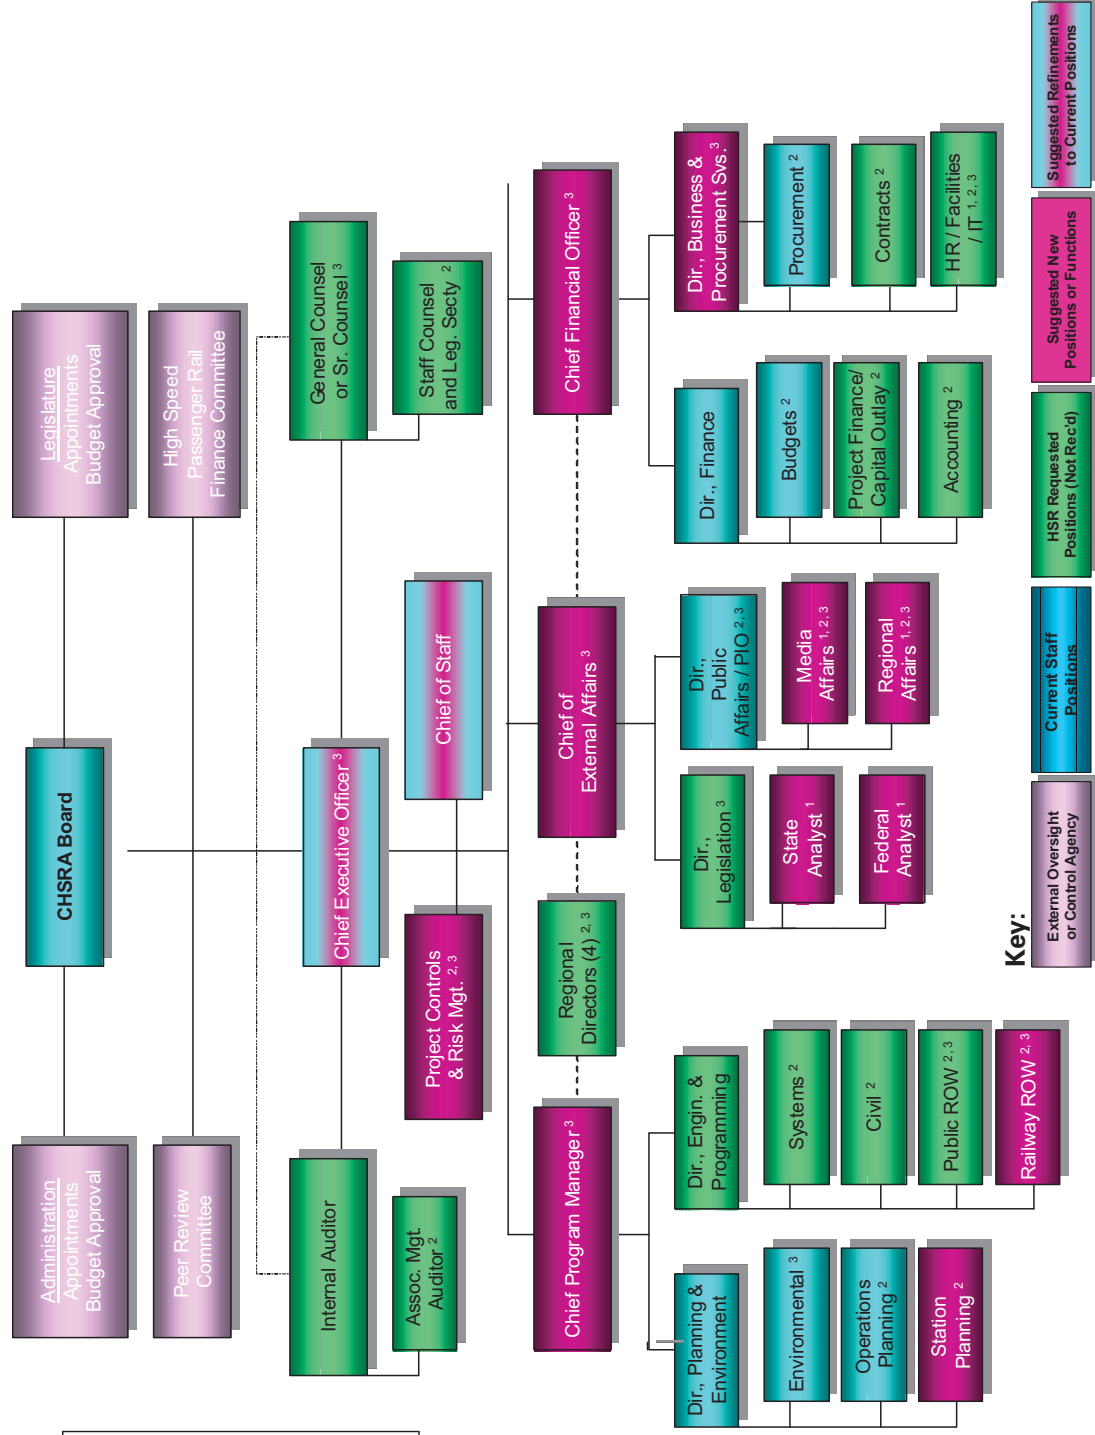 Administration
Appointments
Budget Approval
CHSRA Board
Legislature
Appointments
Budget Approval
Peer Review
Committee
High Speed
Passenger Rail
Finance Committee
Internal Auditor
Chief Executive Officer 3
General Counsel
or Sr. Counsel 3
Assoc. Mgt.
Auditor 2
Project Controls
& Risk Mgt. 2, 3
Chief of Staff
Staff Counsel
and Leg. Secty 2
Chief Program Manager 3
Regional
Directors (4) 2, 3
Chief of
External Affairs 3
Chief Financial Officer 3
Dir., Planning &
Environment
Environmental 3
Operations
Planning 2
Station
Planning 2
Dir., Engin. &
Programming
Systems 2
Civil 2
Public ROW 2, 3
Railway ROW 2, 3
Dir.,
Legislation 3
State
Analyst 1
Federal
Analyst 1
Dir.,
Public
Affairs / PIO 2, 3
Media
Affairs 1, 2, 3
Regional
Affairs 1, 2, 3
Dir., Finance
Budgets 2
Project Finance/
Capital Outlay 2
Accounting 2
Dir., Business &
Procurement Svs. 3
Procurement 2
Contracts 2
HR / Facilities
/ IT 1, 2, 3
Key:
External Oversight
or Control Agency
Current Staff
Positions
HSR Requested
Positions (Not Rec'd)
Suggested New
Positions or Functions
Suggested Refinements
to Current Positions